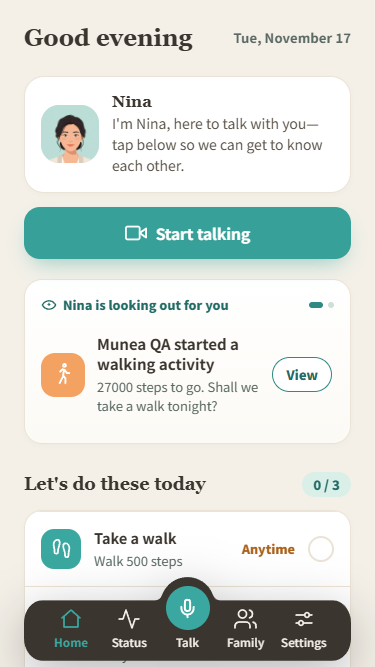 Good evening
Tue, November 17
Nina
I'm Nina, here to talk with you—
tap below so we can get to know
each other.
Start talking
Nina is looking out for you
Munea QA started a
walking activity
27000 steps to go. Shall we
take a walk tonight?
View
Let's do these today
0 / 3
Take a walk
Walk 500 steps
Anytime
Home
Status
Talk
Family
Settings